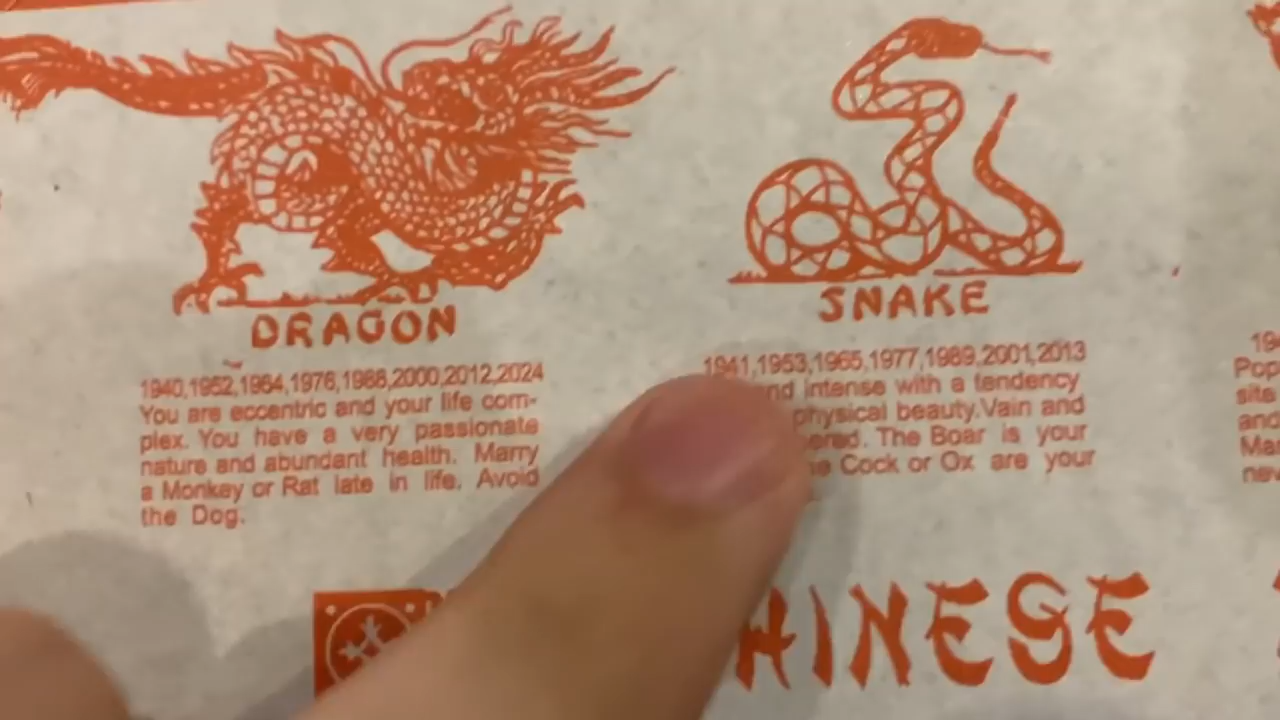 DRAGON
1940,1952,1964,1976,1988,2000,2012,2024
You are eccentric and your life com-
plex. You have a very passionate
nature and abundant health. Marry
a Monkey or Rat late in life. Avoid
the Dog.
SNAKE
1941,1953,1965,1977,1989,2001,2013
intense with a tendency
physical beauty. Vain and
The Boar is your
Cock or Ox are your
HINESE